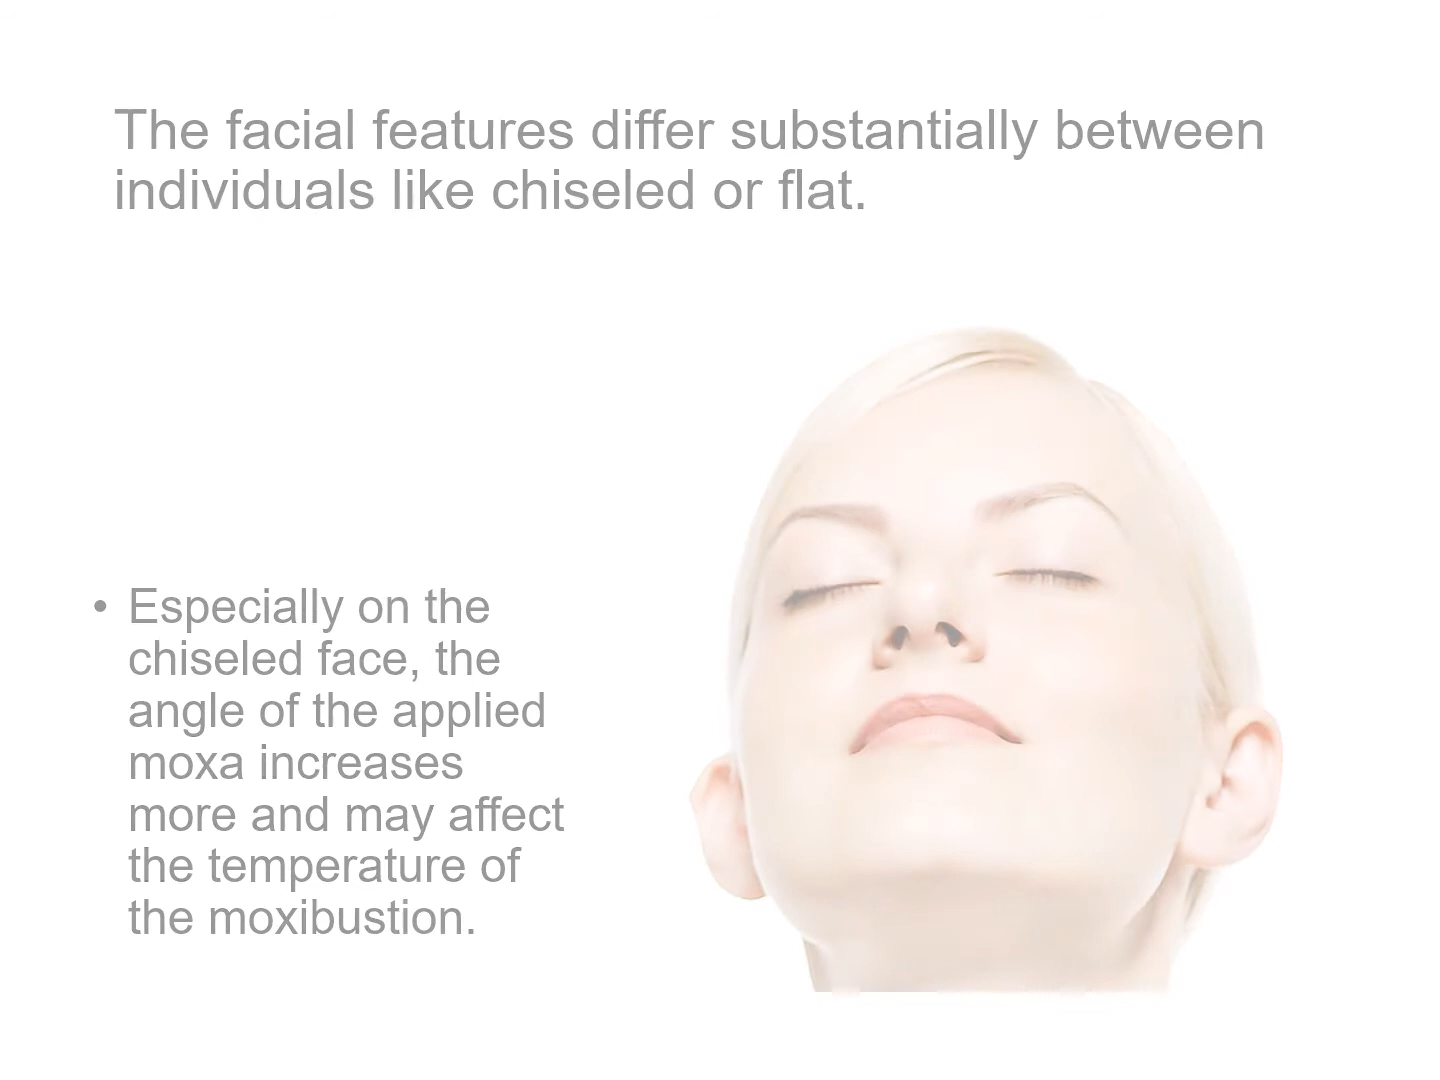 The facial features differ substantially between
individuals like chiseled or flat.
• Especially on the
chiseled face, the
angle of the applied
moxa increases
more and may affect
the temperature of
the moxibustion.